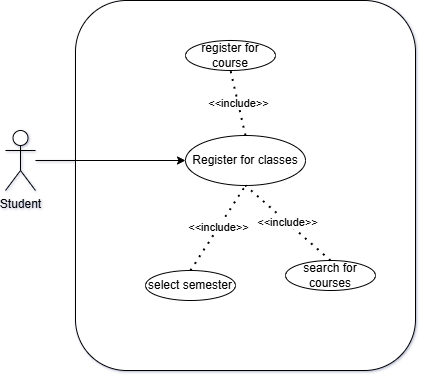 register for
course
<<include>>
Register for classes
Student
<<include>>
<<include>>
select semester
search for
courses